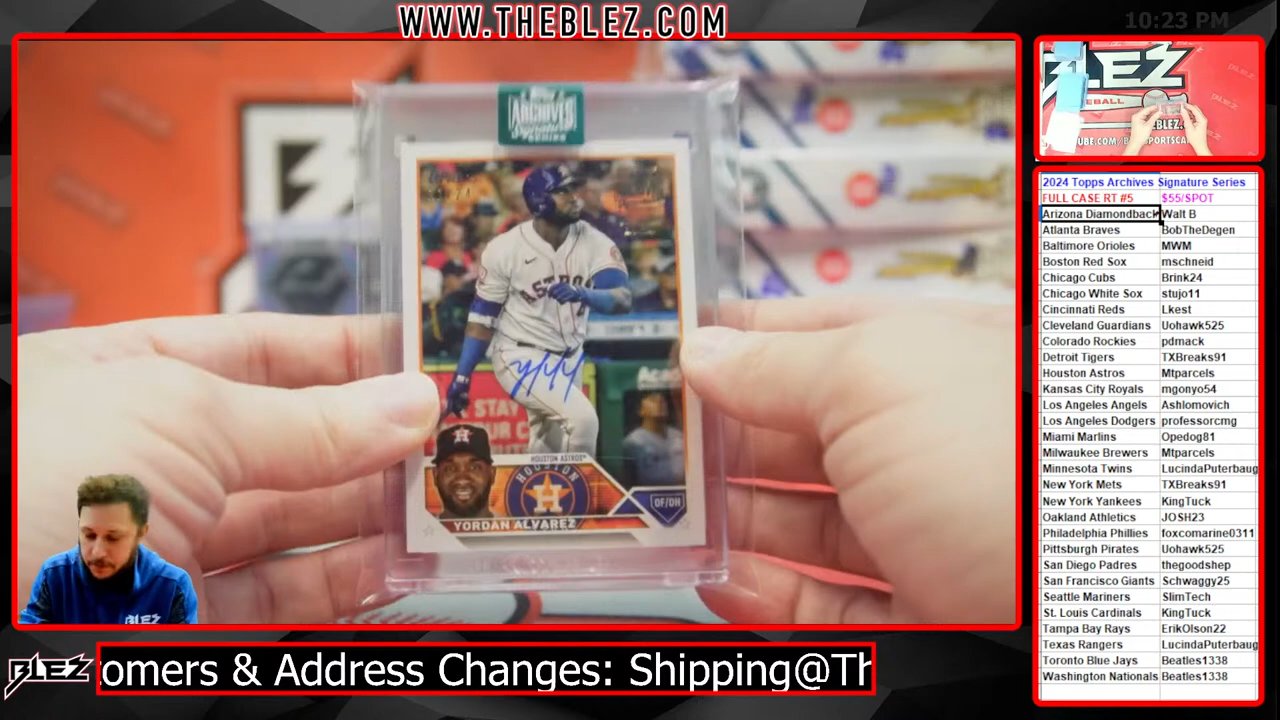 WWW.THEBLEZ.COM
10:23 PM
ARCHIVES
Signature
SERIES
ASTROS
STAY
HOUSTON ASTROS
HOUSTON
H
OF/DH
YORDAN ALVAREZ
BLEZ
BASEBALL
BLEZ
2024 Topps Archives Signature Series
FULL CASE RT #5 $55/SPOT
Arizona Diamondback Walt B
Atlanta Braves BobTheDegen
Baltimore Orioles MWM
Boston Red Sox mschneid
Chicago Cubs Brink24
Chicago White Sox stujo11
Cincinnati Reds Lkest
Cleveland Guardians Uohawk525
Colorado Rockies pdmack
Detroit Tigers TXBreaks91
Houston Astros Mtparcels
Kansas City Royals mgonyo54
Los Angeles Angels Ashlomovich
Los Angeles Dodgers professorcmg
Miami Marlins Opedog81
Milwaukee Brewers Mtparcels
Minnesota Twins LucindaPuterbaug
New York Mets TXBreaks91
New York Yankees KingTuck
Oakland Athletics JOSH23
Philadelphia Phillies foxcomarine0311
Pittsburgh Pirates Uohawk525
San Diego Padres thegoodshep
San Francisco Giants Schwaggy25
Seattle Mariners SlimTech
St. Louis Cardinals KingTuck
Tampa Bay Rays ErikOlson22
Texas Rangers LucindaPuterbaug
Toronto Blue Jays Beatles1338
Washington Nationals Beatles1338
BLEZ
omers & Address Changes: Shipping@Th